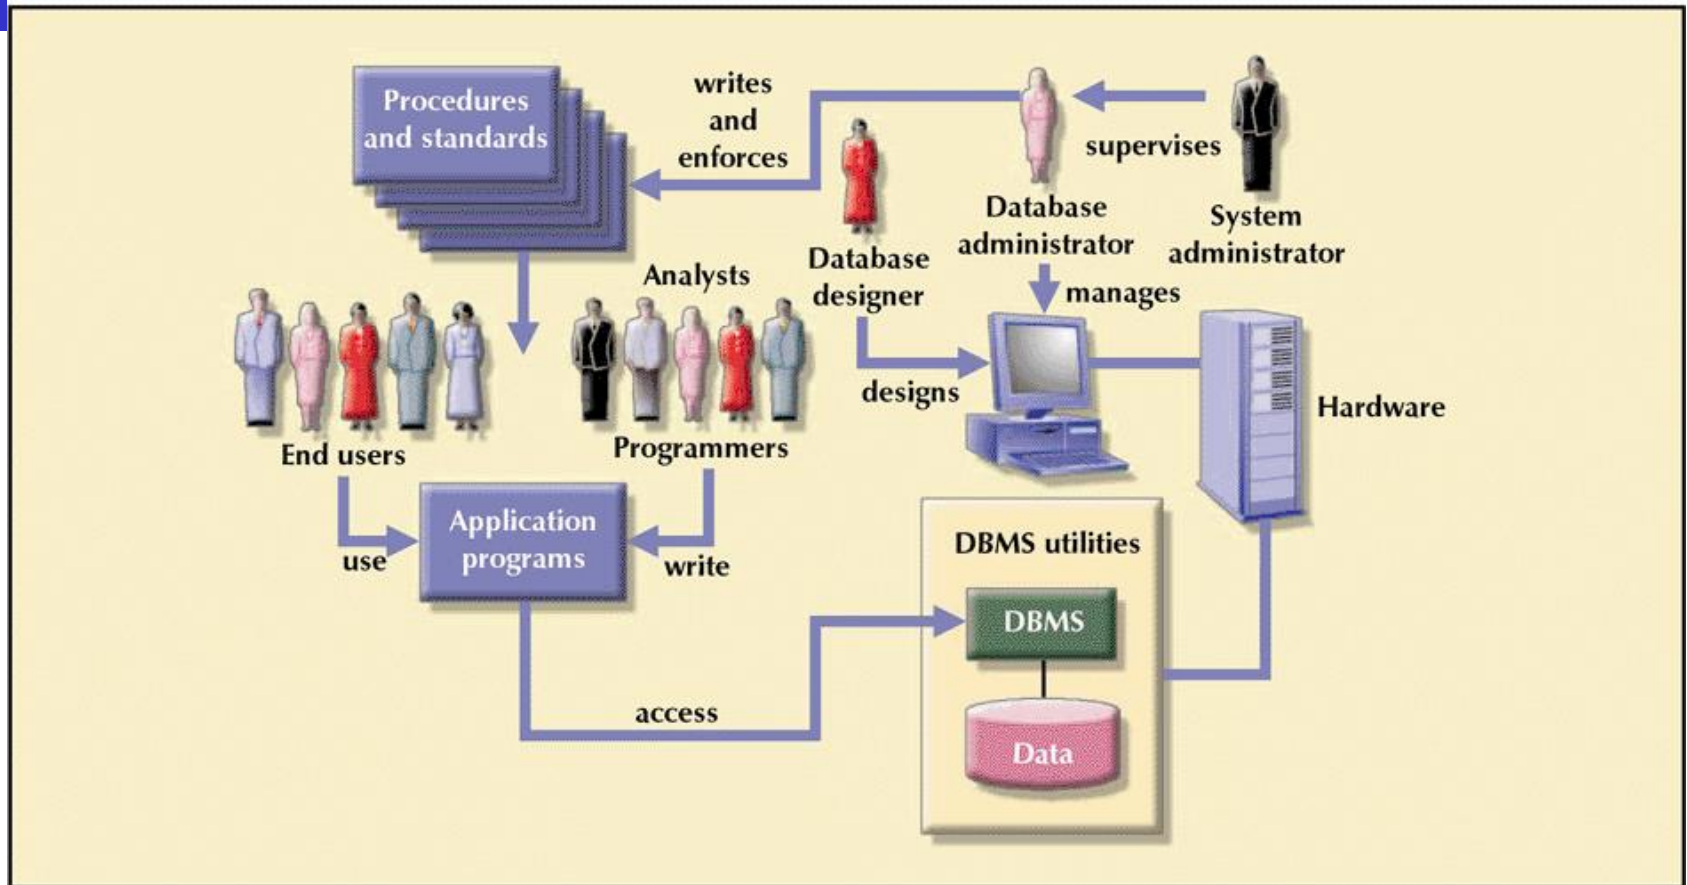 Procedures
and standards
writes
and
enforces
supervises
Database
administrator
System
administrator
Database
designer
manages
Analysts
designs
Hardware
End users
Programmers
Application
programs
use
write
DBMS utilities
DBMS
access
Data